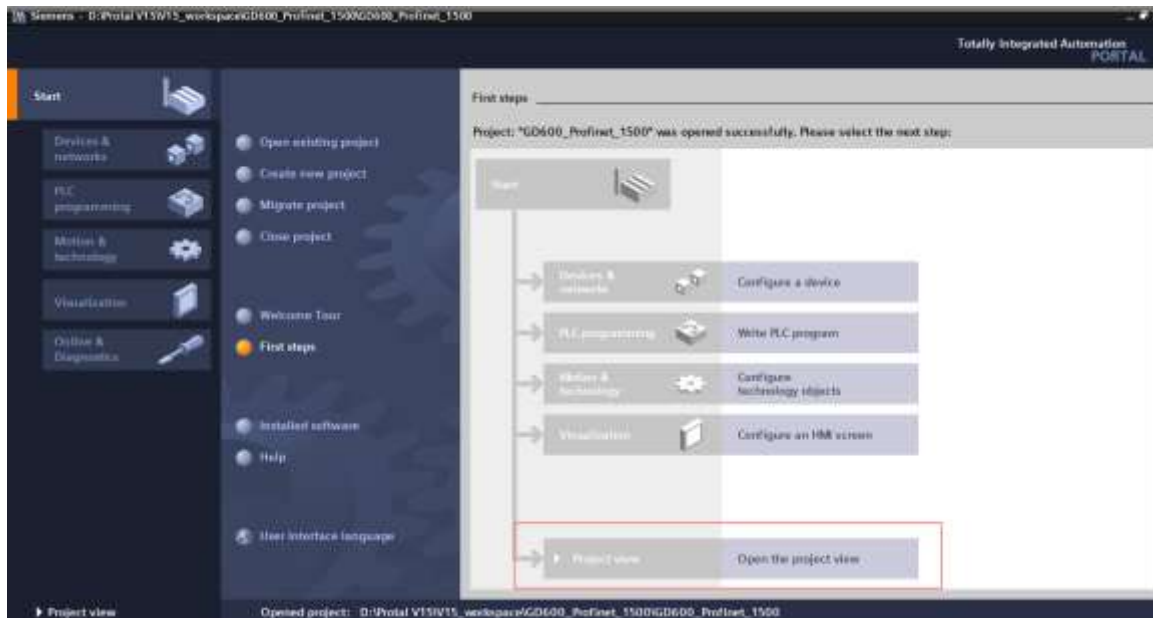 Siemens - D:\Protal V15\V15_workspace\GD600_Profinet_1500\GD600_Profinet_1500
Totally Integrated Automation
PORTAL
Start
Devices &
networks
PLC
programming
Motion &
technology
Visualization
Online &
Diagnostics
Open existing project
Create new project
Migrate project
Close project
Welcome Tour
First steps
Installed software
Help
User interface language
First steps
Project: "GD600_Profinet_1500" was opened successfully. Please select the next step:
Start
Devices &
networks
Configure a device
PLC programming
Write PLC program
Motion &
technology
Configure
technology objects
Visualization
Configure an HMI screen
Project view
Open the project view
Project view
Opened project: D:\Protal V15\V15_workspace\GD600_Profinet_1500\GD600_Profinet_1500